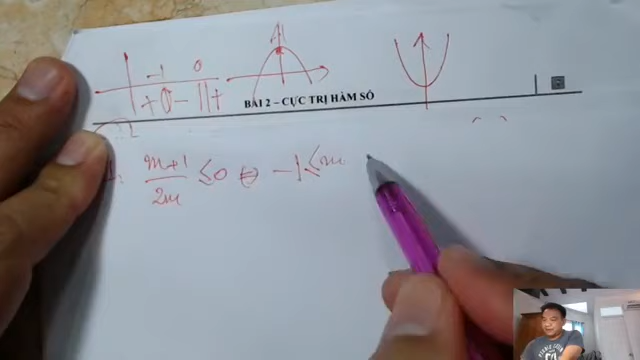 -1 0
+ 0 - || +
BÀI 2 – CỰC TRỊ HÀM SỐ
m+1/2m ≤ 0 ⇔ -1 ≤ m